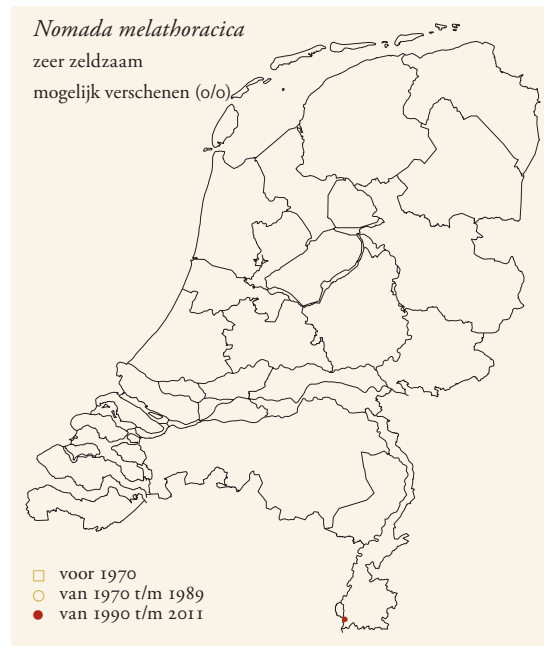 Nomada melathoracica
zeer zeldzaam
mogelijk verschenen (0/0)
voor 1970
van 1970 t/m 1989
van 1990 t/m 2011